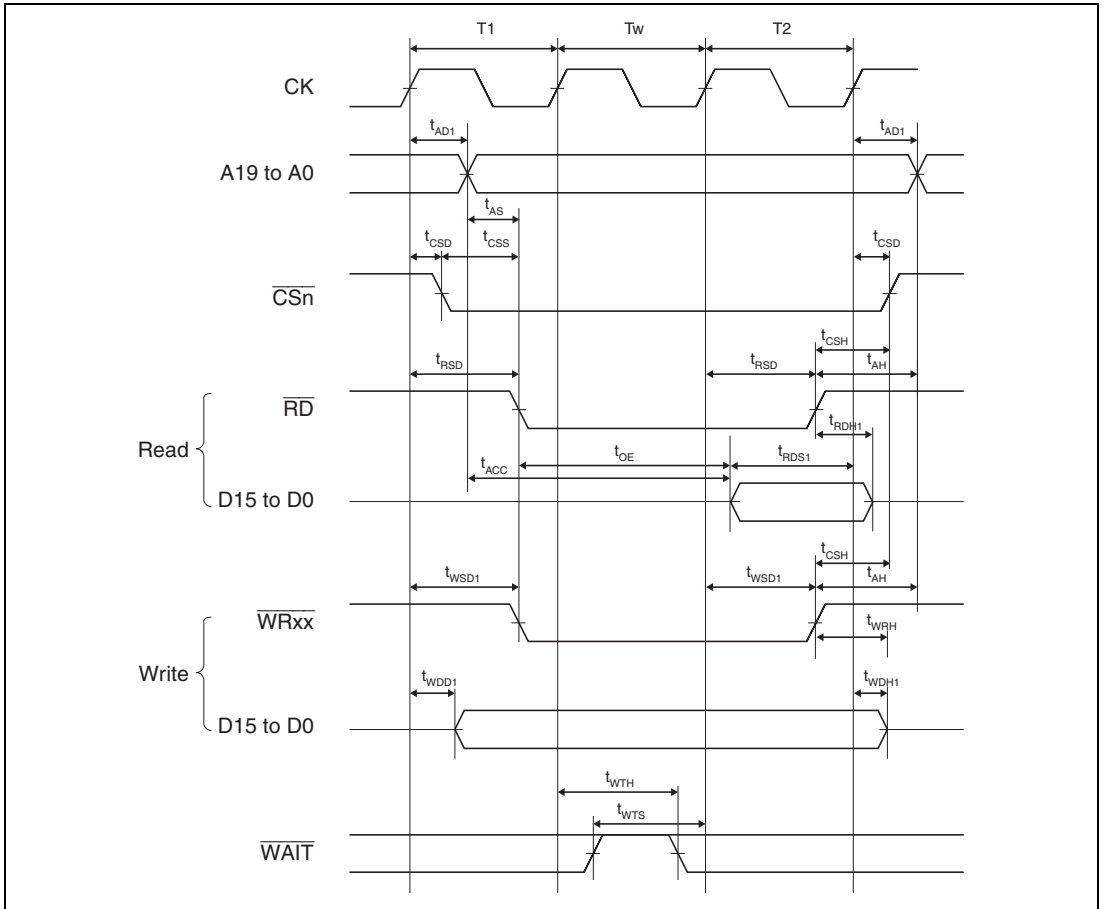 T1 Tw T2
CK
tAD1 tAD1
A19 to A0
tAS
tCSD tCSS tCSD
CSn
tCSH
tRSD tRSD tAH
RD
tRDH1
Read
tOE tRDS1
tACC
D15 to D0
tCSH
tWSD1 tWSD1 tAH
WRxx
tWRH
Write
tWDD1 tWDH1
D15 to D0
tWTH
tWTS
WAIT